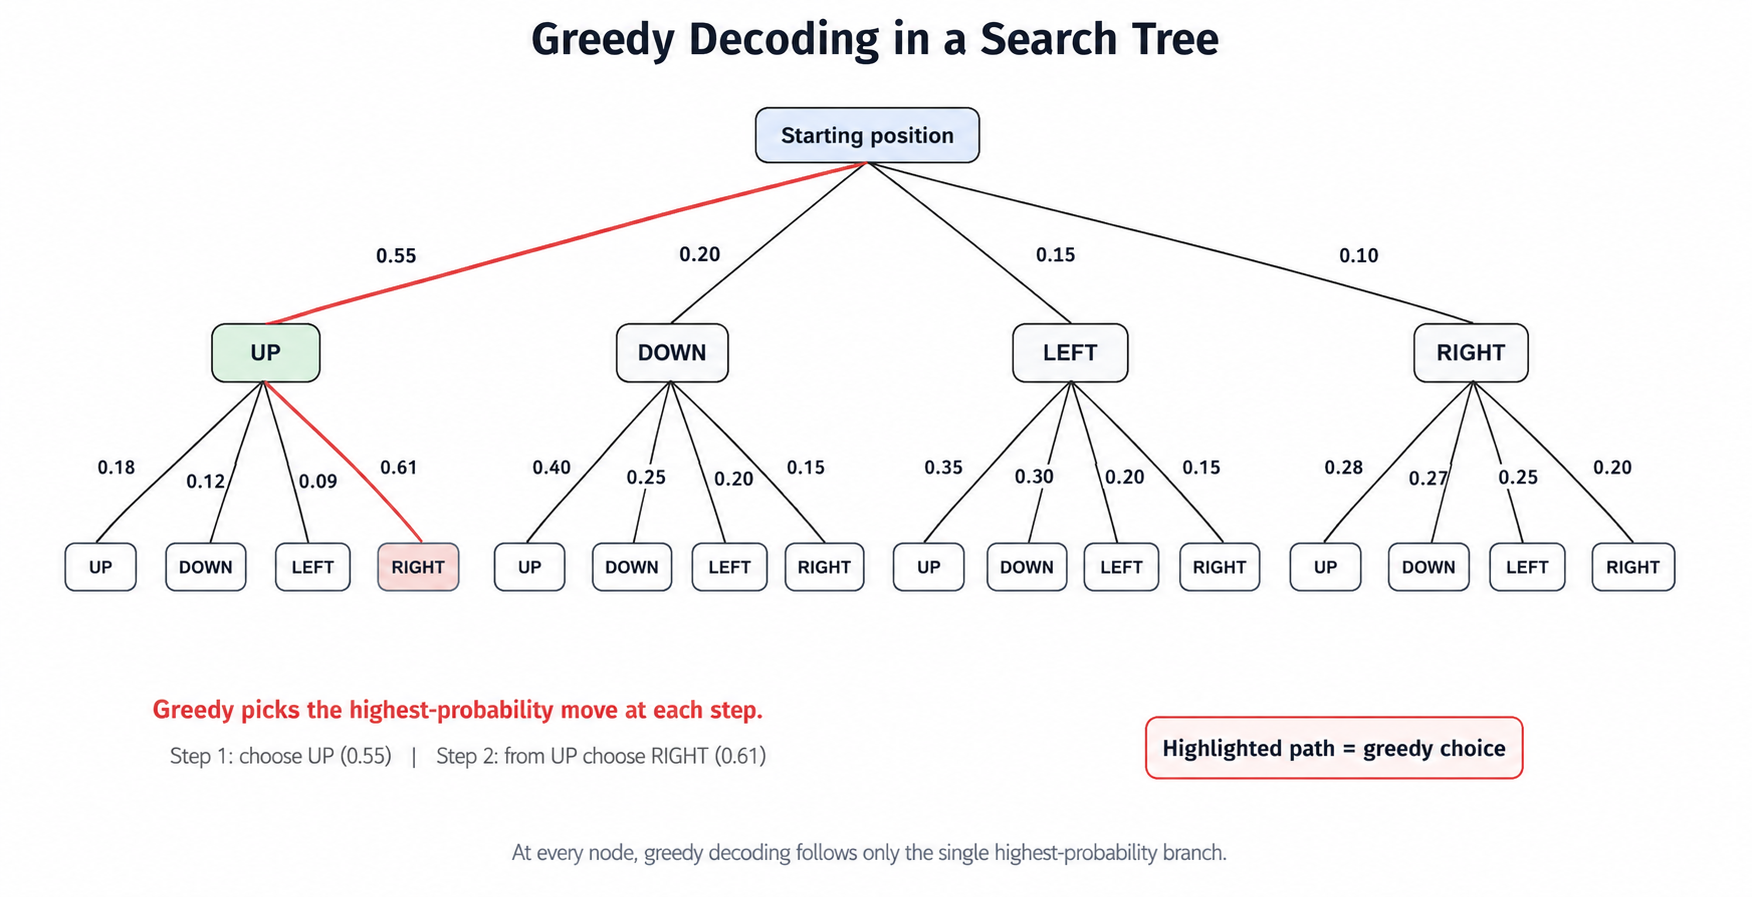 Greedy Decoding in a Search Tree
Starting position
0.55 0.20 0.15 0.10
UP DOWN LEFT RIGHT
0.18 0.12 0.09 0.61 0.40 0.25 0.20 0.15 0.35 0.30 0.20 0.15 0.28 0.27 0.25 0.20
UP DOWN LEFT RIGHT UP DOWN LEFT RIGHT UP DOWN LEFT RIGHT UP DOWN LEFT RIGHT
Greedy picks the highest-probability move at each step.
Step 1: choose UP (0.55) | Step 2: from UP choose RIGHT (0.61)
Highlighted path = greedy choice
At every node, greedy decoding follows only the single highest-probability branch.